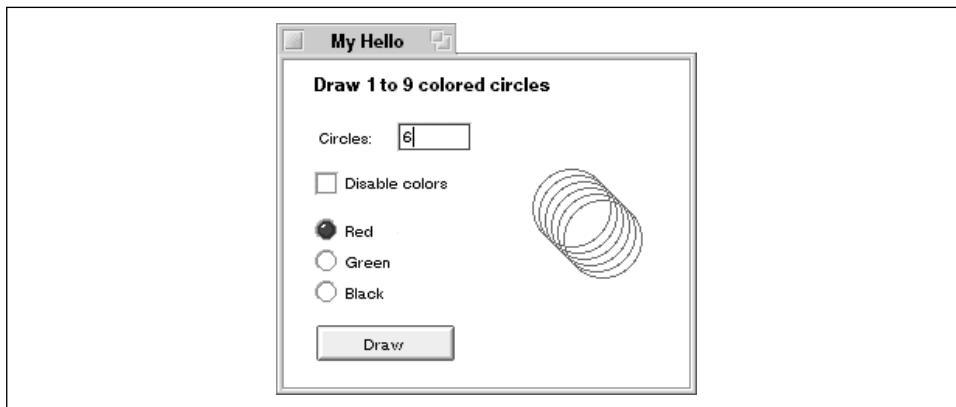 My Hello
Draw 1 to 9 colored circles
Circles: 6
Disable colors
Red
Green
Black
Draw